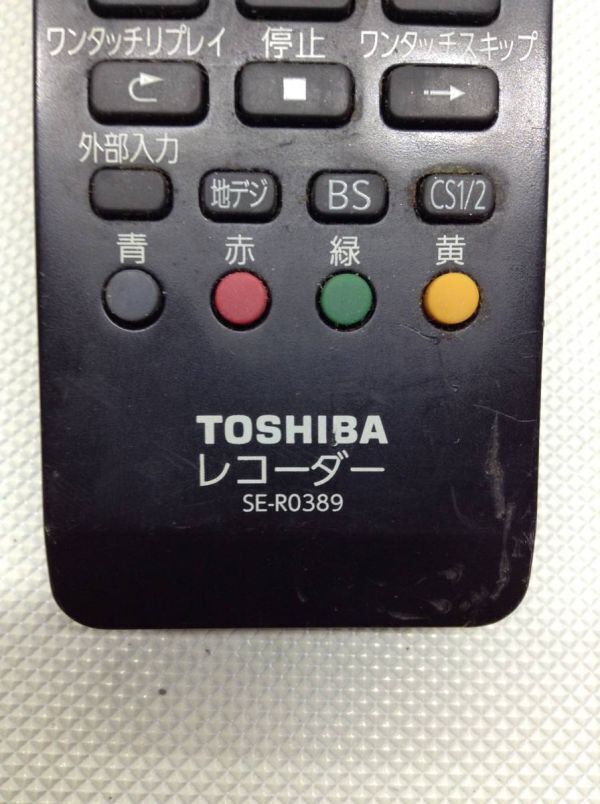 ワンタッチリプレイ 停止 ワンタッチスキップ
外部入力
地デジ BS CS1/2
青 赤 緑 黄
TOSHIBA
レコーダー
SE-R0389